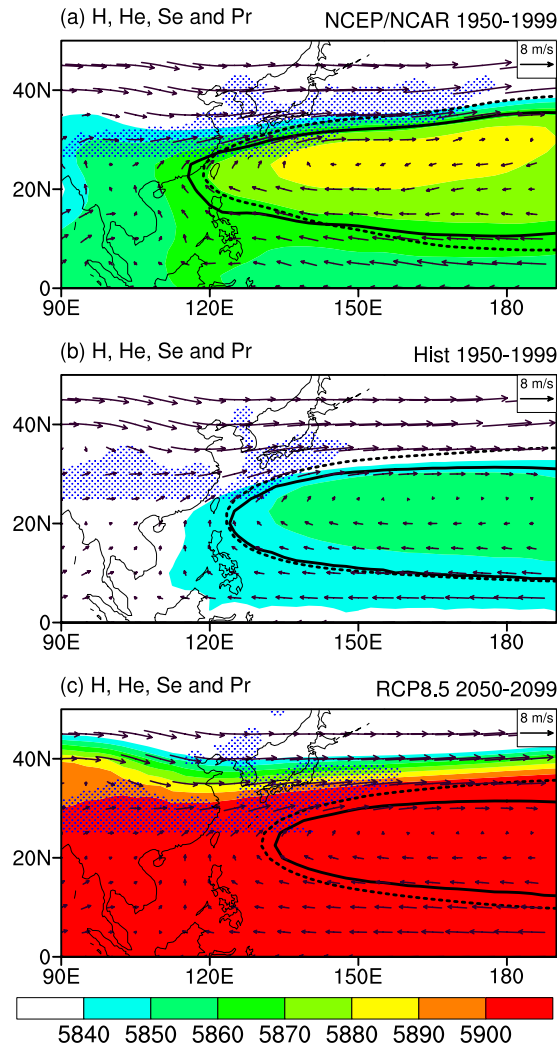 (a) H, He, Se and Pr NCEP/NCAR 1950-1999
8 m/s
40N
20N
0
90E 120E 150E 180
(b) H, He, Se and Pr Hist 1950-1999
8 m/s
40N
20N
0
90E 120E 150E 180
(c) H, He, Se and Pr RCP8.5 2050-2099
8 m/s
40N
20N
0
90E 120E 150E 180
5840 5850 5860 5870 5880 5890 5900